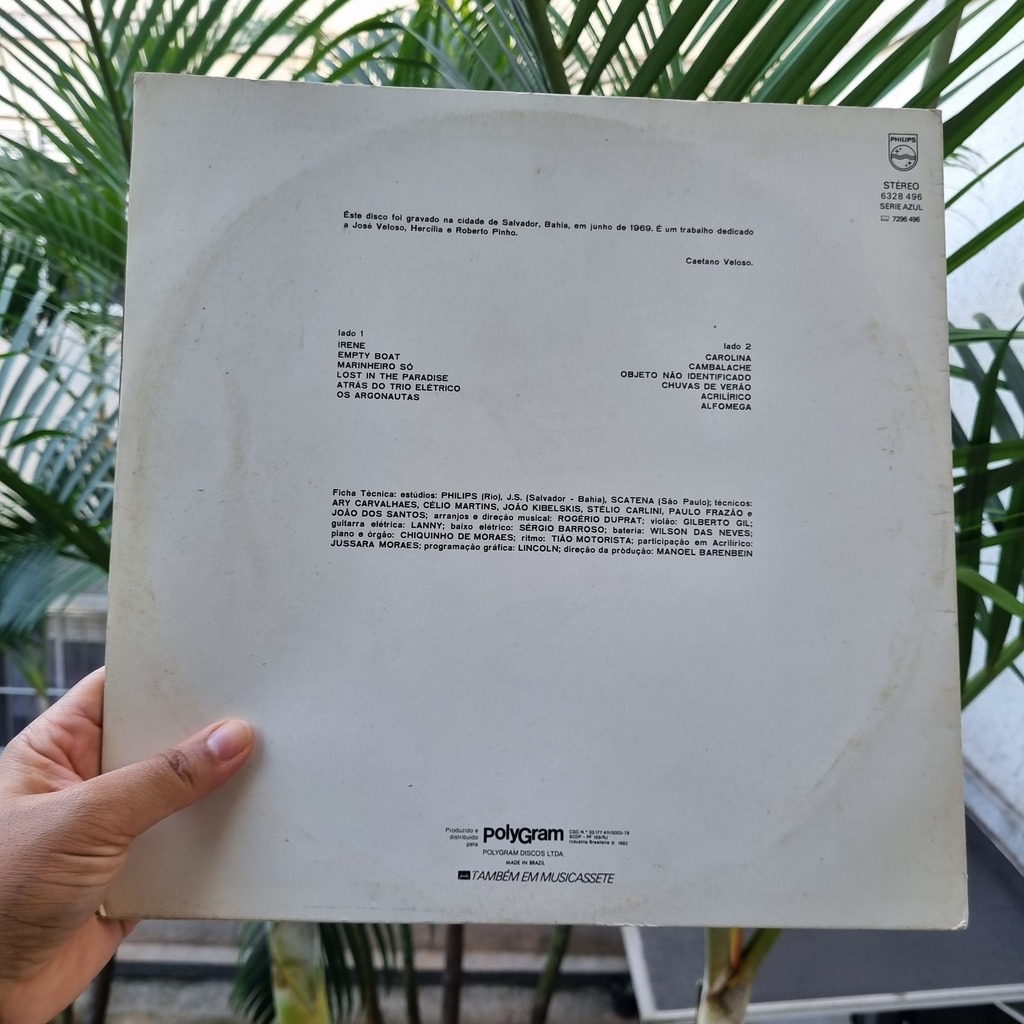 PHILIPS
STÉREO
6328 496
SÉRIE AZUL
7296 496
Êste disco foi gravado na cidade de Salvador, Bahia, em junho de 1969. É um trabalho dedicado
a José Veloso, Hercília e Roberto Pinho.
Caetano Veloso.
lado 1
IRENE
EMPTY BOAT
MARINHEIRO SÓ
LOST IN THE PARADISE
ATRÁS DO TRIO ELÉTRICO
OS ARGONAUTAS
lado 2
CAROLINA
CAMBALACHE
OBJETO NÃO IDENTIFICADO
CHUVAS DE VERÃO
ACRILÍRICO
ALFOMEGA
Ficha Técnica: estúdios: PHILIPS (Rio), J.S. (Salvador - Bahia), SCATENA (São Paulo); técnicos:
ARY CARVALHAES, CÉLIO MARTINS, JOÃO KIBELSKIS, STÉLIO CARLINI, PAULO FRAZÃO e
JOÃO DOS SANTOS; arranjos e direção musical: ROGÉRIO DUPRAT; violão: GILBERTO GIL;
guitarra elétrica: LANNY; baixo elétrico: SÉRGIO BARROSO; bateria: WILSON DAS NEVES;
piano e órgão: CHIQUINHO DE MORAES; ritmo: TIÃO MOTORISTA; participação em Acrilírico:
JUSSARA MORAES; programação gráfica: LINCOLN; direção da pròdução: MANOEL BARENBEIN
Produzido e
distribuído
pela
polyGram
Indústria Brasileira
POLYGRAM DISCOS LTDA.
MADE IN BRAZIL
TAMBÉM EM MUSICASSETE